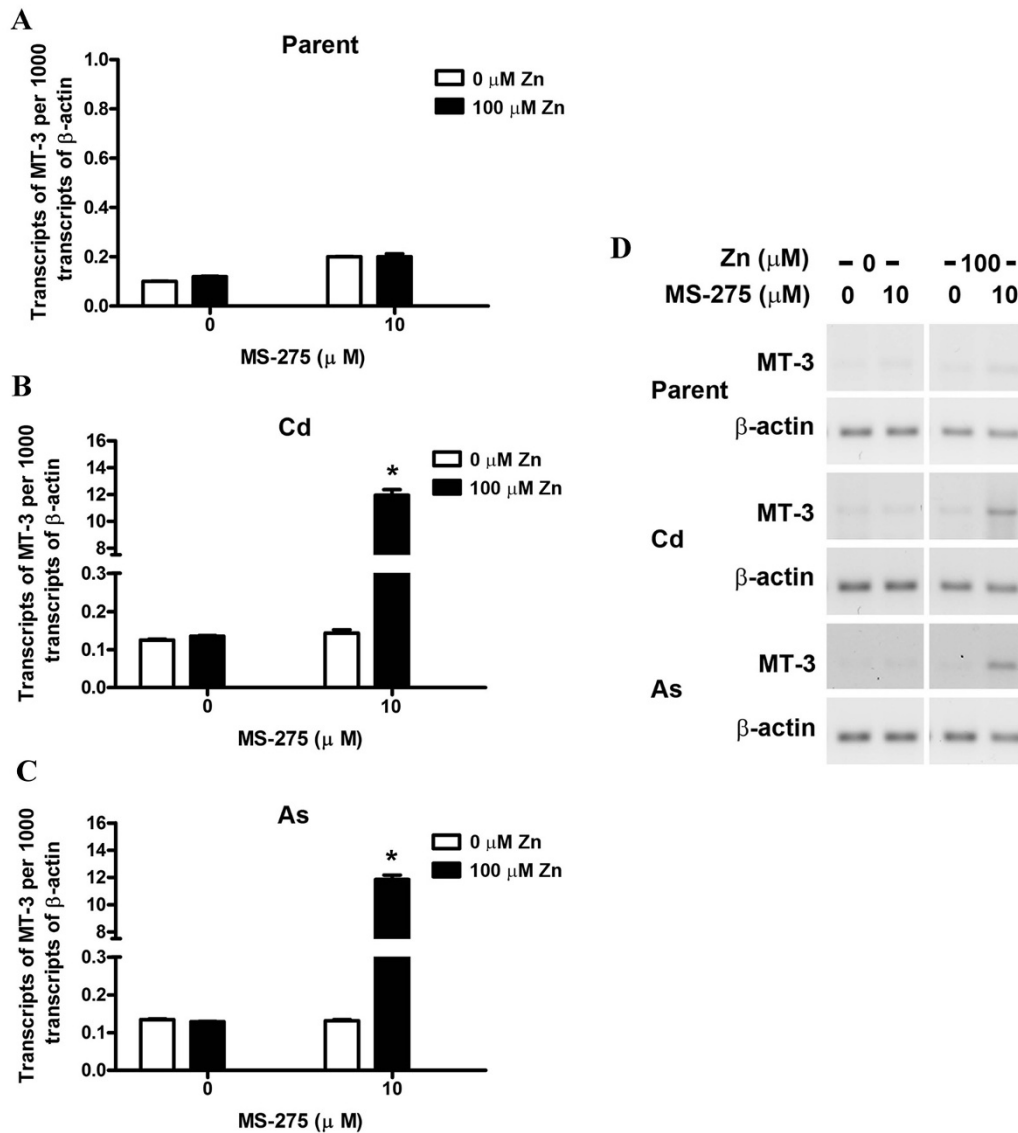 A
Parent
Transcripts of MT-3 per 1000
transcripts of β-actin
1.0
0.8
0.6
0.4
0.2
0.0
0 μM Zn
100 μM Zn
0
10
MS-275 (μ M)
B
Cd
Transcripts of MT-3 per 1000
transcripts of β-actin
16
14
12
10
8
0.3
0.2
0.1
0.0
0 μM Zn
100 μM Zn
*
0
10
MS-275 (μ M)
C
As
Transcripts of MT-3 per 1000
transcripts of β-actin
16
14
12
10
8
0.3
0.2
0.1
0.0
0 μM Zn
100 μM Zn
*
0
10
MS-275 (μ M)
D
Zn (μM) – 0 – –100–
MS-275 (μM) 0 10 0 10
Parent
MT-3
β-actin
Cd
MT-3
β-actin
As
MT-3
β-actin